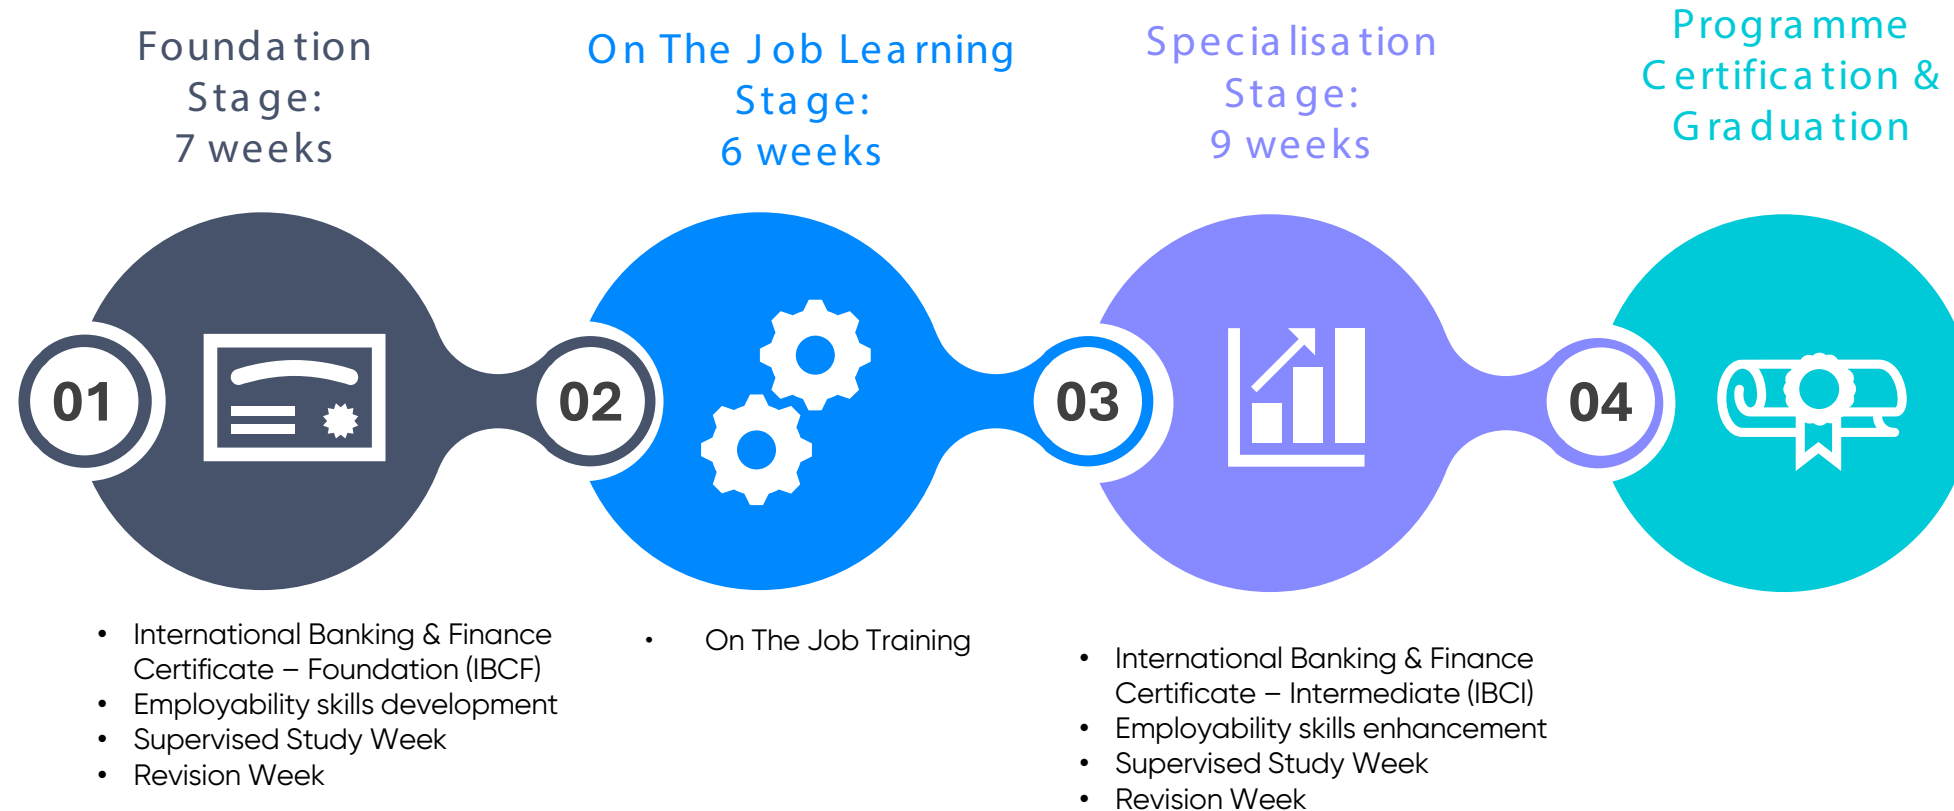 Foundation
Stage:
7 weeks
On The Job Learning
Stage:
6 weeks
Specialisation
Stage:
9 weeks
Programme
Certification &
Graduation
01
02
03
04
• International Banking & Finance
Certificate – Foundation (IBCF)
• Employability skills development
• Supervised Study Week
• Revision Week
• On The Job Training
• International Banking & Finance
Certificate – Intermediate (IBCI)
• Employability skills enhancement
• Supervised Study Week
• Revision Week